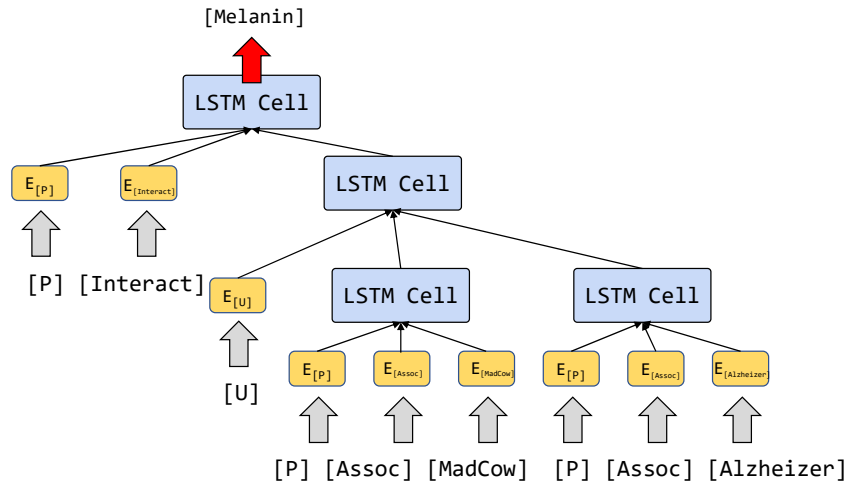 [Melanin]
LSTM Cell
E[P] E[Interact] LSTM Cell
[P] [Interact]
E[U] LSTM Cell LSTM Cell
[U]
E[P] E[Assoc] E[MadCow] E[P] E[Assoc] E[Alzheizer]
[P] [Assoc] [MadCow] [P] [Assoc] [Alzheizer]